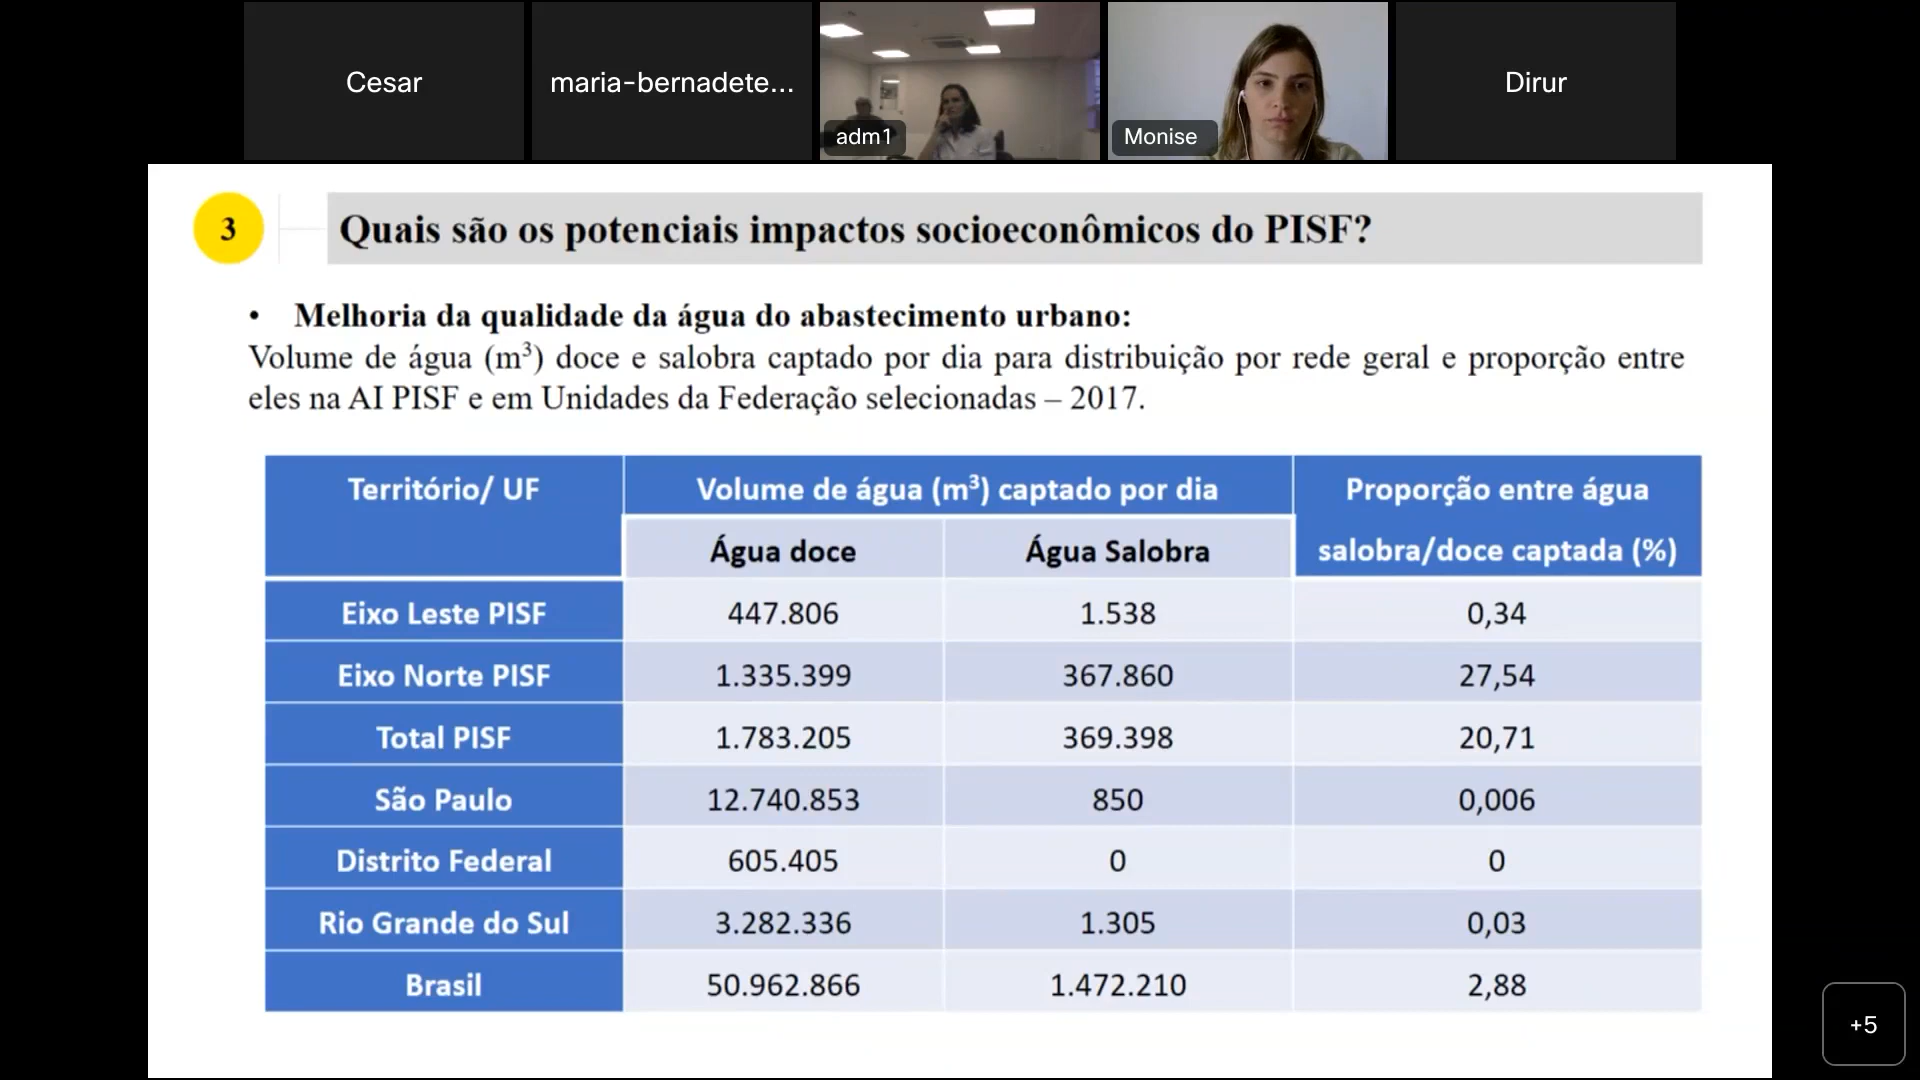 Cesar
maria-bernadete...
adm1
Monise
Dirur
3
Quais são os potenciais impactos socioeconômicos do PISF?
• Melhoria da qualidade da água do abastecimento urbano:
Volume de água (m³) doce e salobra captado por dia para distribuição por rede geral e proporção entre
eles na AI PISF e em Unidades da Federação selecionadas – 2017.
Território/ UF Volume de água (m³) captado por dia Proporção entre água
Água doce Água Salobra salobra/doce captada (%)
Eixo Leste PISF 447.806 1.538 0,34
Eixo Norte PISF 1.335.399 367.860 27,54
Total PISF 1.783.205 369.398 20,71
São Paulo 12.740.853 850 0,006
Distrito Federal 605.405 0 0
Rio Grande do Sul 3.282.336 1.305 0,03
Brasil 50.962.866 1.472.210 2,88
+5